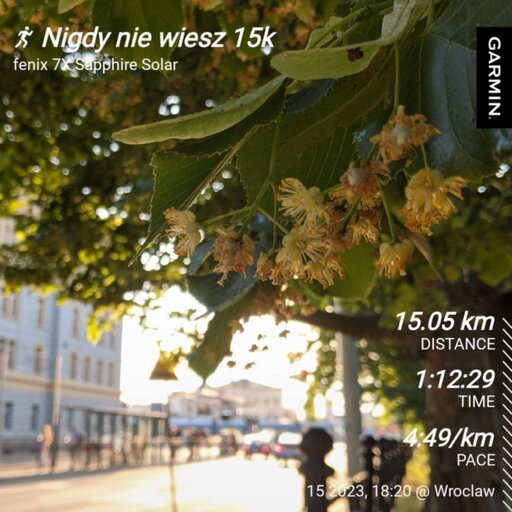 Nigdy nie wiesz 15k
fenix 7X Sapphire Solar
GARMIN.
15.05 km
DISTANCE
1:12:29
TIME
4:49/km
PACE
15 2023, 18:20 @ Wroclaw